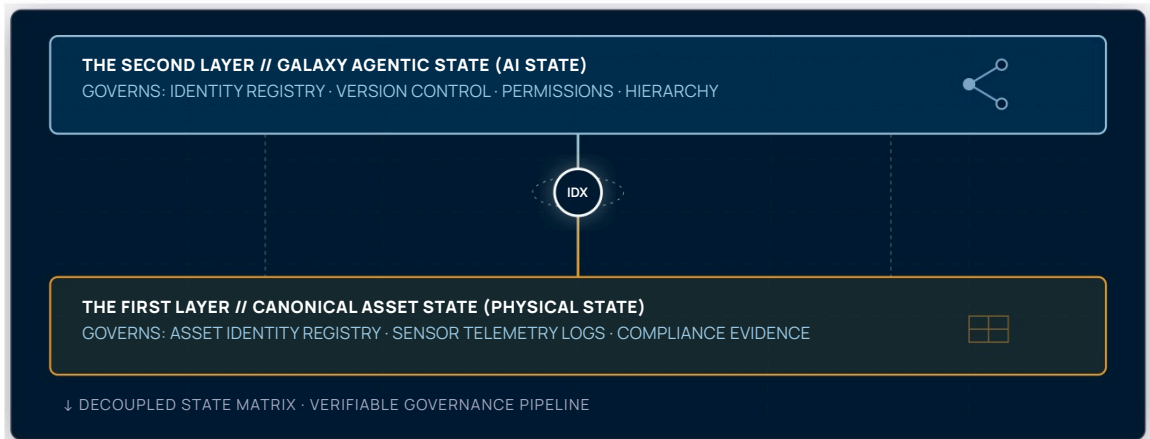 THE SECOND LAYER // GALAXY AGENTIC STATE (AI STATE)
GOVERNS: IDENTITY REGISTRY · VERSION CONTROL · PERMISSIONS · HIERARCHY
IDX
THE FIRST LAYER // CANONICAL ASSET STATE (PHYSICAL STATE)
GOVERNS: ASSET IDENTITY REGISTRY · SENSOR TELEMETRY LOGS · COMPLIANCE EVIDENCE
↓ DECOUPLED STATE MATRIX · VERIFIABLE GOVERNANCE PIPELINE